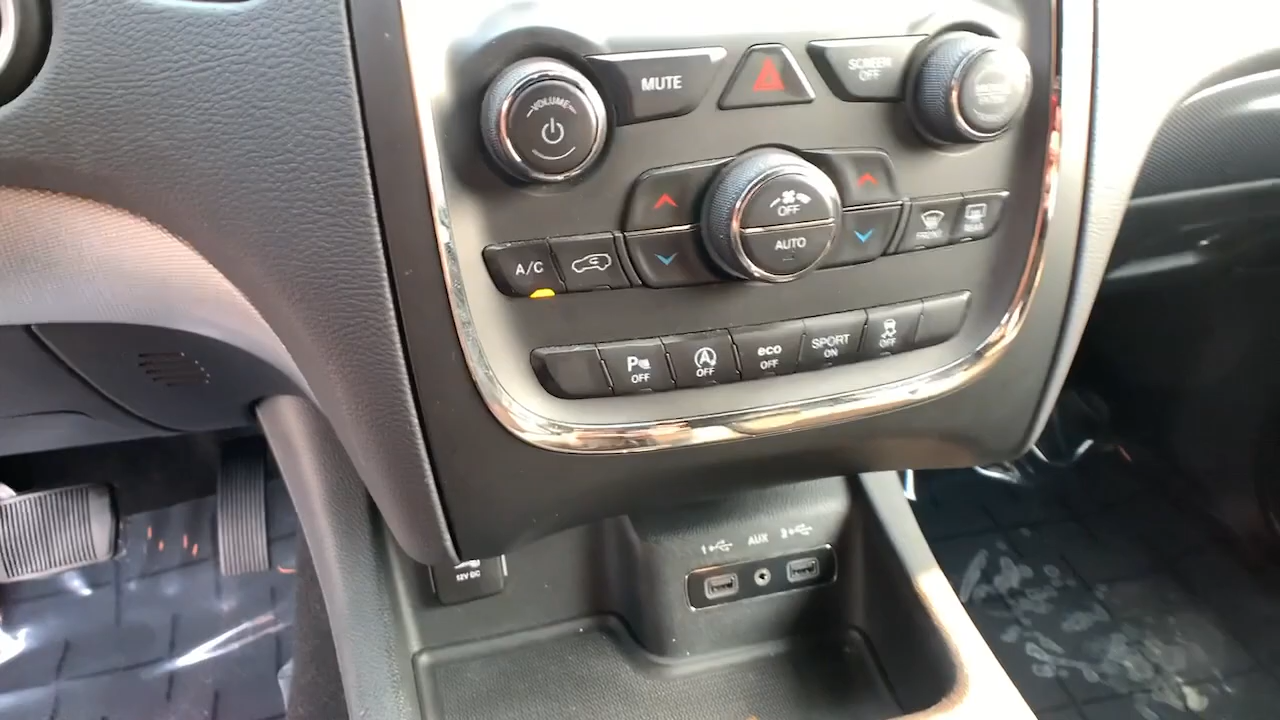 VOLUME
MUTE
SCREEN
OFF
OFF
AUTO
FRONT
REAR
A/C
P
OFF
A
OFF
eco
OFF
SPORT
ON
OFF
1 AUX 2
12V DC